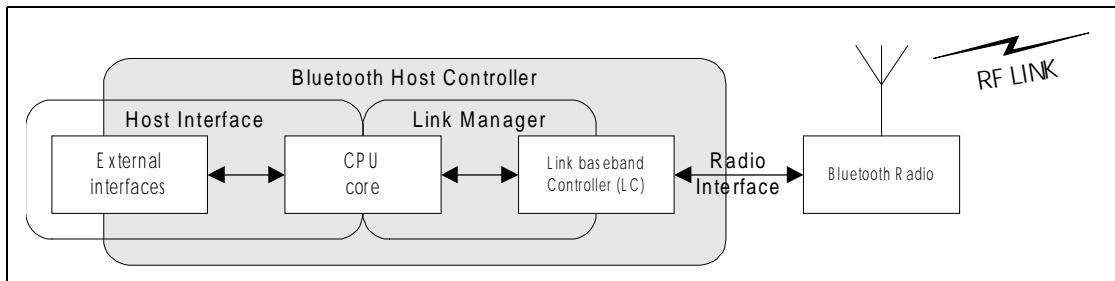 Bluetooth Host Controller
RF LINK
Host Interface
Link Manager
External
interfaces
CPU
core
Link baseband
Controller (LC)
Radio
Interface
Bluetooth Radio